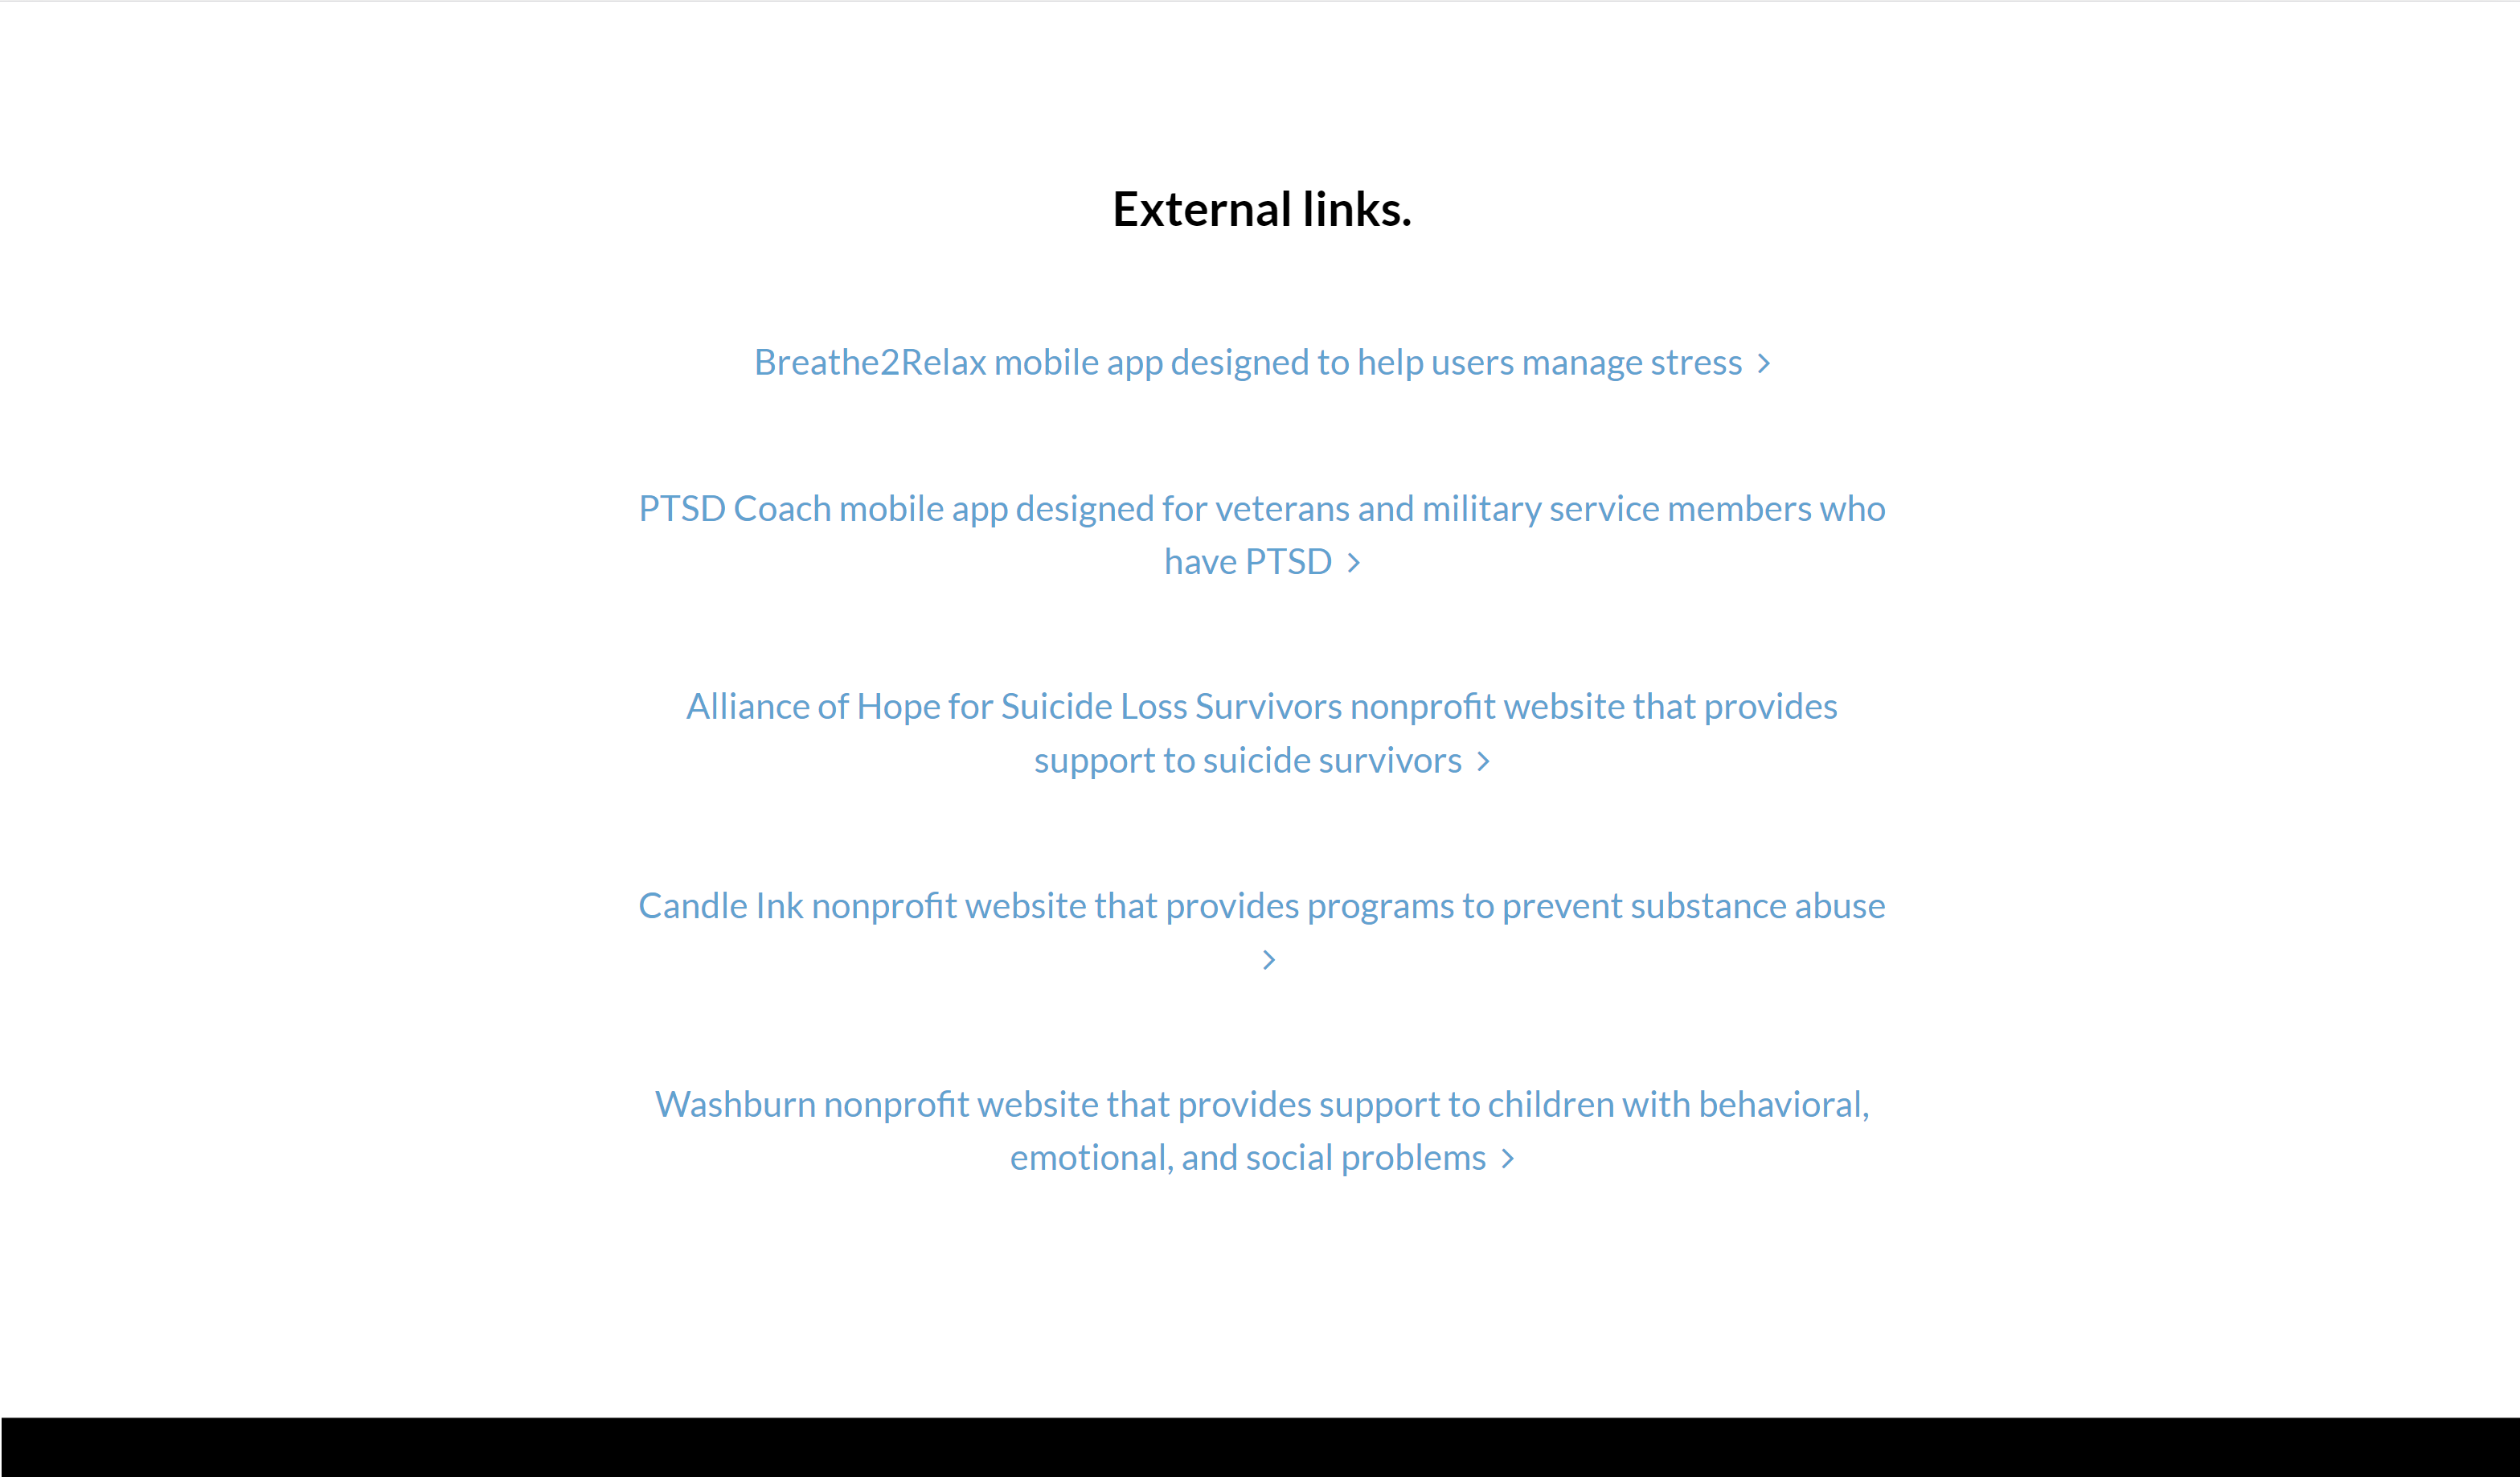 External links.
Breathe2Relax mobile app designed to help users manage stress >
PTSD Coach mobile app designed for veterans and military service members who
have PTSD >
Alliance of Hope for Suicide Loss Survivors nonprofit website that provides
support to suicide survivors >
Candle Ink nonprofit website that provides programs to prevent substance abuse
>
Washburn nonprofit website that provides support to children with behavioral,
emotional, and social problems >